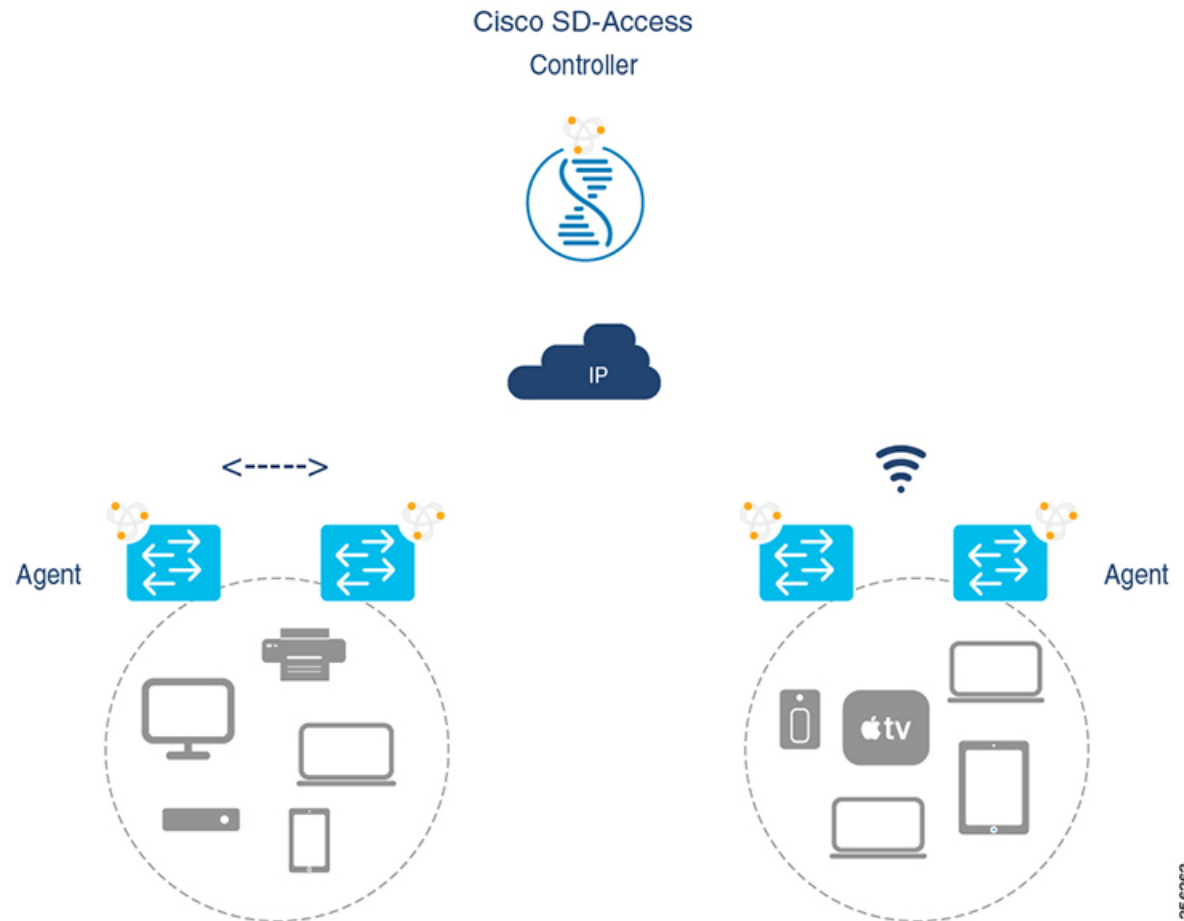 Cisco SD-Access
Controller
IP
<----->
Agent
Agent
tv